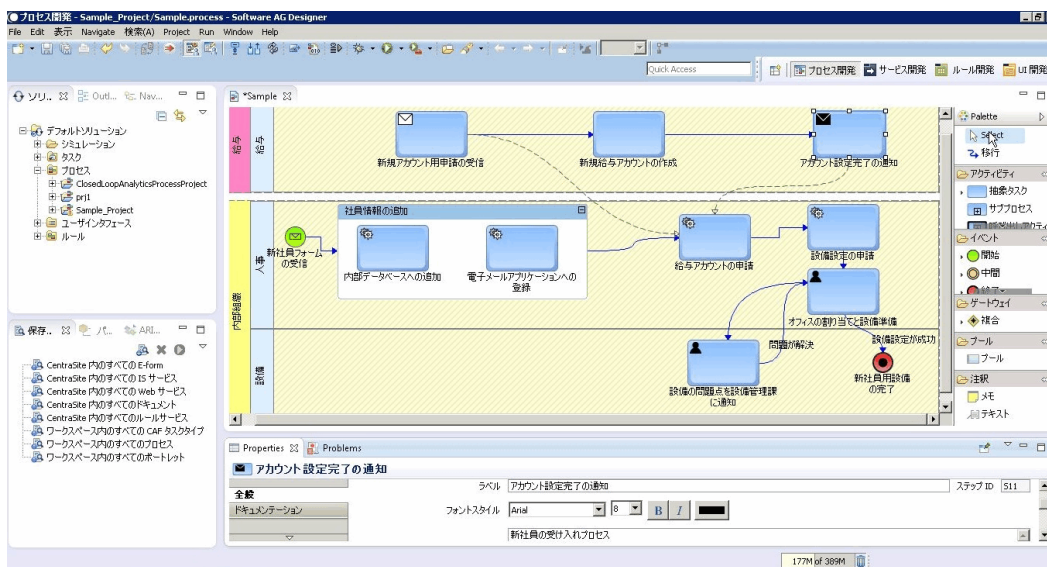 プロセス開発 - Sample_Project/Sample.process - Software AG Designer
File Edit 表示 Navigate 検索(A) Project Run Window Help
Quick Access
プロセス開発 サービス開発 ルール開発 UI 開発
ソリ.. Outl... Nav...
デフォルトソリューション
シミュレーション
タスク
プロセス
ClosedLoopAnalyticsProcessProject
prj1
Sample_Project
ユーザインタフェース
ルール
保存.. パ... ARI...
CentraSite 内のすべての E-form
CentraSite 内のすべての IS サービス
CentraSite 内のすべての Web サービス
CentraSite 内のすべてのドキュメント
CentraSite 内のすべてのルールサービス
ワークスペース内のすべての CAF タスクタイプ
ワークスペース内のすべてのプロセス
ワークスペース内のすべてのポートレット
*Sample
給与
給与
新規アカウント用申請の受信
新規給与アカウントの作成
アカウント設定完了の通知
内部組織
人事
新社員フォーム
の受信
社員情報の追加
内部データベースへの追加
電子メールアプリケーションへの
登録
給与アカウントの申請
設備設定の申請
オフィスの割り当てと設備準備
設備
問題が解決
設備設定が成功
設備の問題点を設備管理課
に通知
新社員用設備
の完了
Palette
Select
移行
アクティビティ
抽象タスク
サブプロセス
イベント
開始
中間
終了
ゲートウェイ
複合
プール
プール
注釈
メモ
テキスト
Properties Problems
アカウント設定完了の通知
全般
ドキュメンテーション
ラベル アカウント設定完了の通知 ステップ ID S11
フォントスタイル Arial 8 B I
新社員の受け入れプロセス
177M of 389M